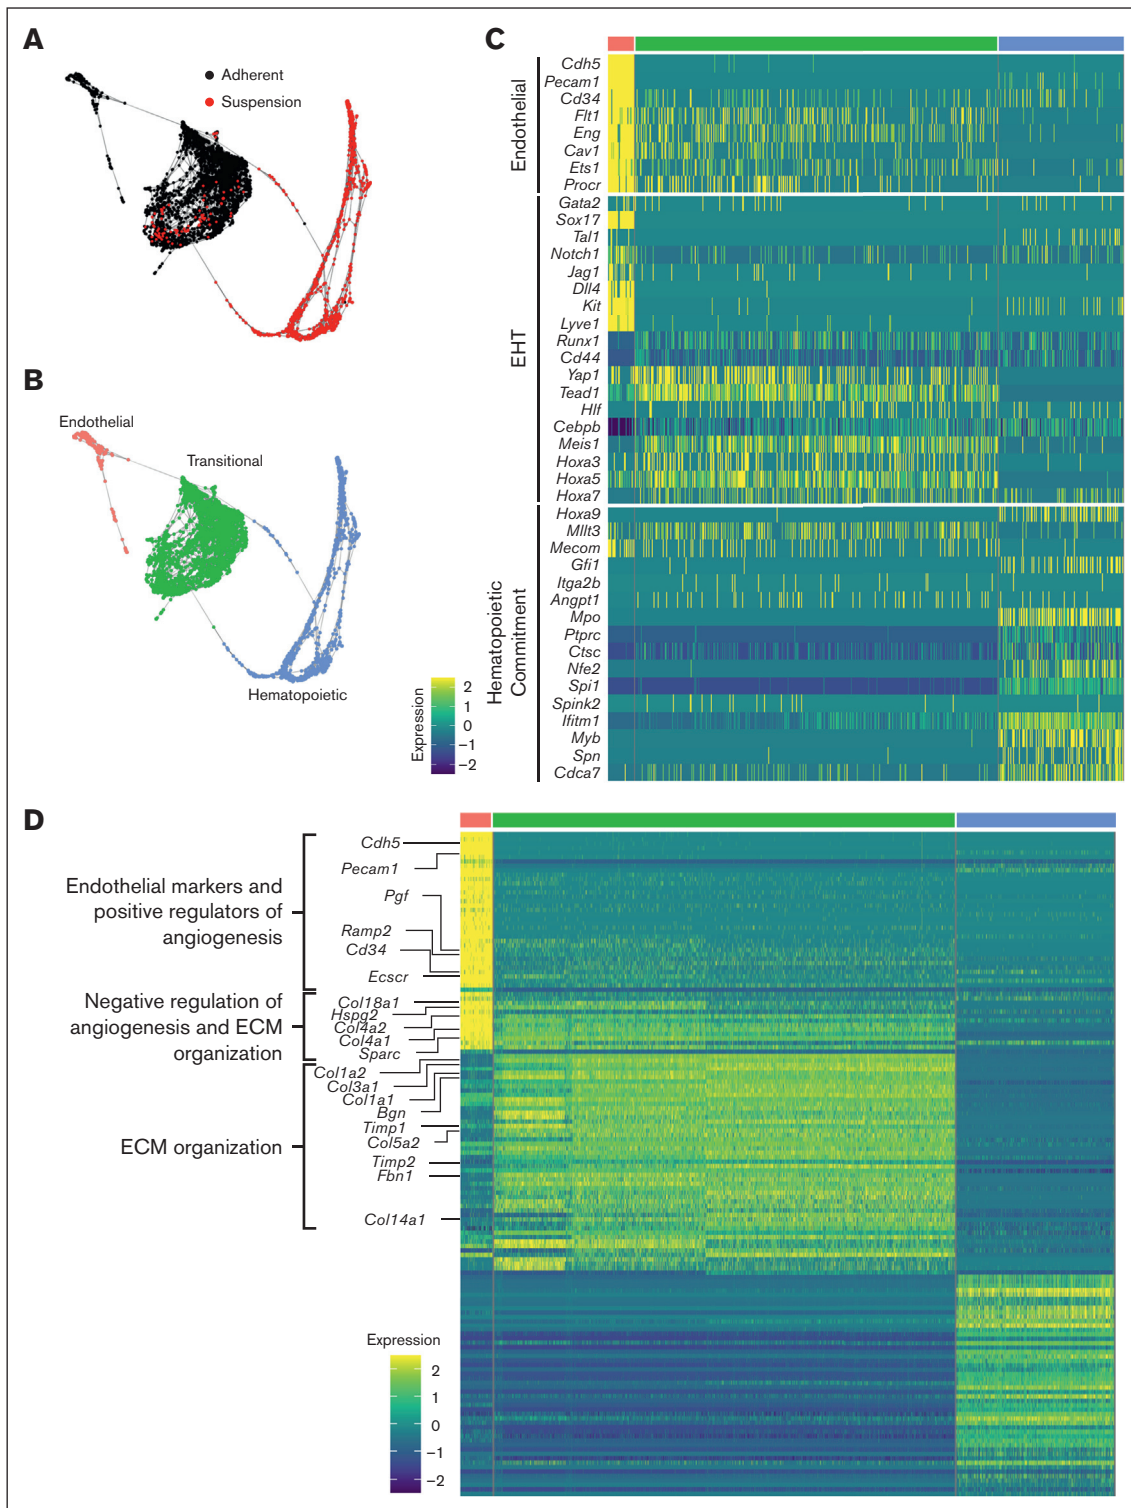 A
Adherent
Suspension
B
Endothelial
Transitional
Hematopoietic
Expression
2
1
0
−1
−2
C
Endothelial
Cdh5
Pecam1
Cd34
Flt1
Eng
Cav1
Ets1
Procr
EHT
Gata2
Sox17
Tal1
Notch1
Jag1
Dll4
Kit
Lyve1
Runx1
Cd44
Yap1
Tead1
Hlf
Cebpb
Meis1
Hoxa3
Hoxa5
Hoxa7
Hematopoietic
Commitment
Hoxa9
Mllt3
Mecom
Gfi1
Itga2b
Angpt1
Mpo
Ptprc
Ctsc
Nfe2
Spi1
Spink2
Ifitm1
Myb
Spn
Cdca7
D
Endothelial markers and
positive regulators of
angiogenesis
Cdh5
Pecam1
Pgf
Ramp2
Cd34
Ecscr
Negative regulation of
angiogenesis and ECM
organization
Col18a1
Hspg2
Col4a2
Col4a1
Sparc
ECM organization
Col1a2
Col3a1
Col1a1
Bgn
Timp1
Col5a2
Timp2
Fbn1
Col14a1
Expression
2
1
0
−1
−2